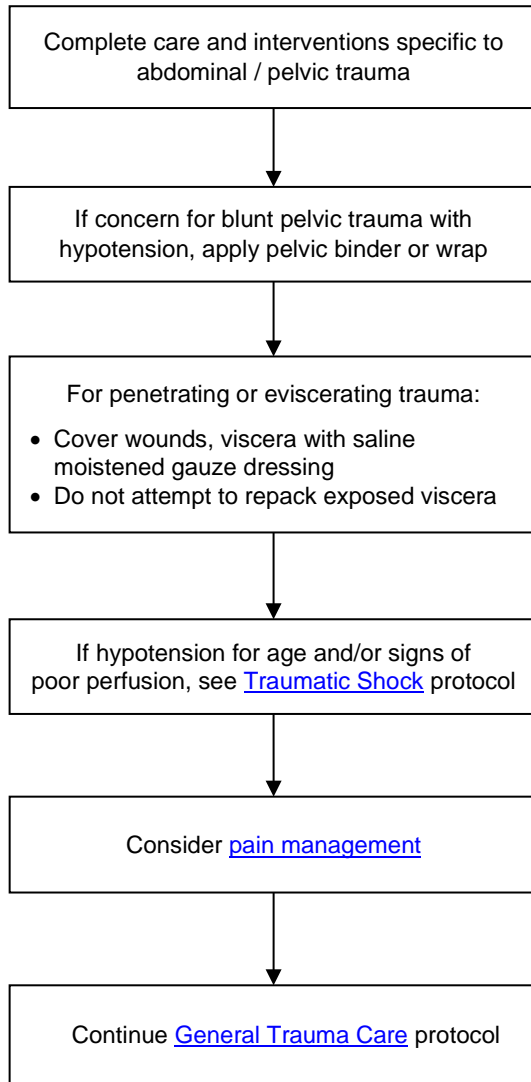 Complete care and interventions specific to
abdominal / pelvic trauma
If concern for blunt pelvic trauma with
hypotension, apply pelvic binder or wrap
For penetrating or eviscerating trauma:
• Cover wounds, viscera with saline
moistened gauze dressing
• Do not attempt to repack exposed viscera
If hypotension for age and/or signs of
poor perfusion, see Traumatic Shock protocol
Consider pain management
Continue General Trauma Care protocol